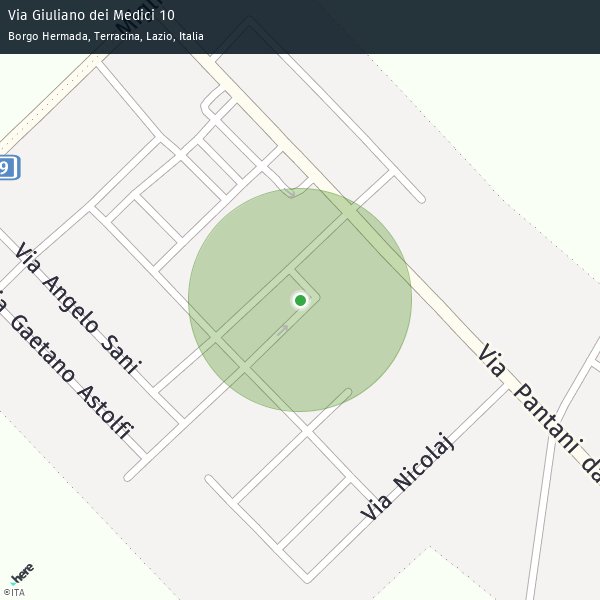 Via Giuliano dei Medici 10
Borgo Hermada, Terracina, Lazio, Italia
9
Via Angelo Sani
Gaetano Astolfi
Via Pantani da
Via Nicolaj
here
©ITA